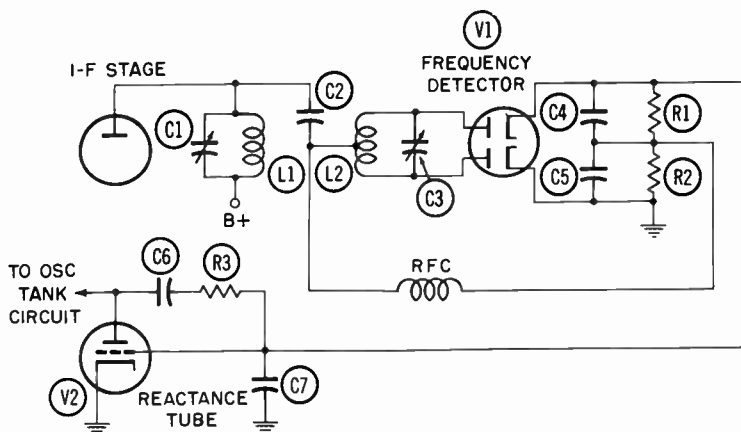 V1
FREQUENCY
DETECTOR
I-F STAGE
C1
C2
C4
R1
L1
L2
C3
C5
R2
B+
RFC
C6
R3
TO OSC
TANK
CIRCUIT
V2
REACTANCE
TUBE
C7